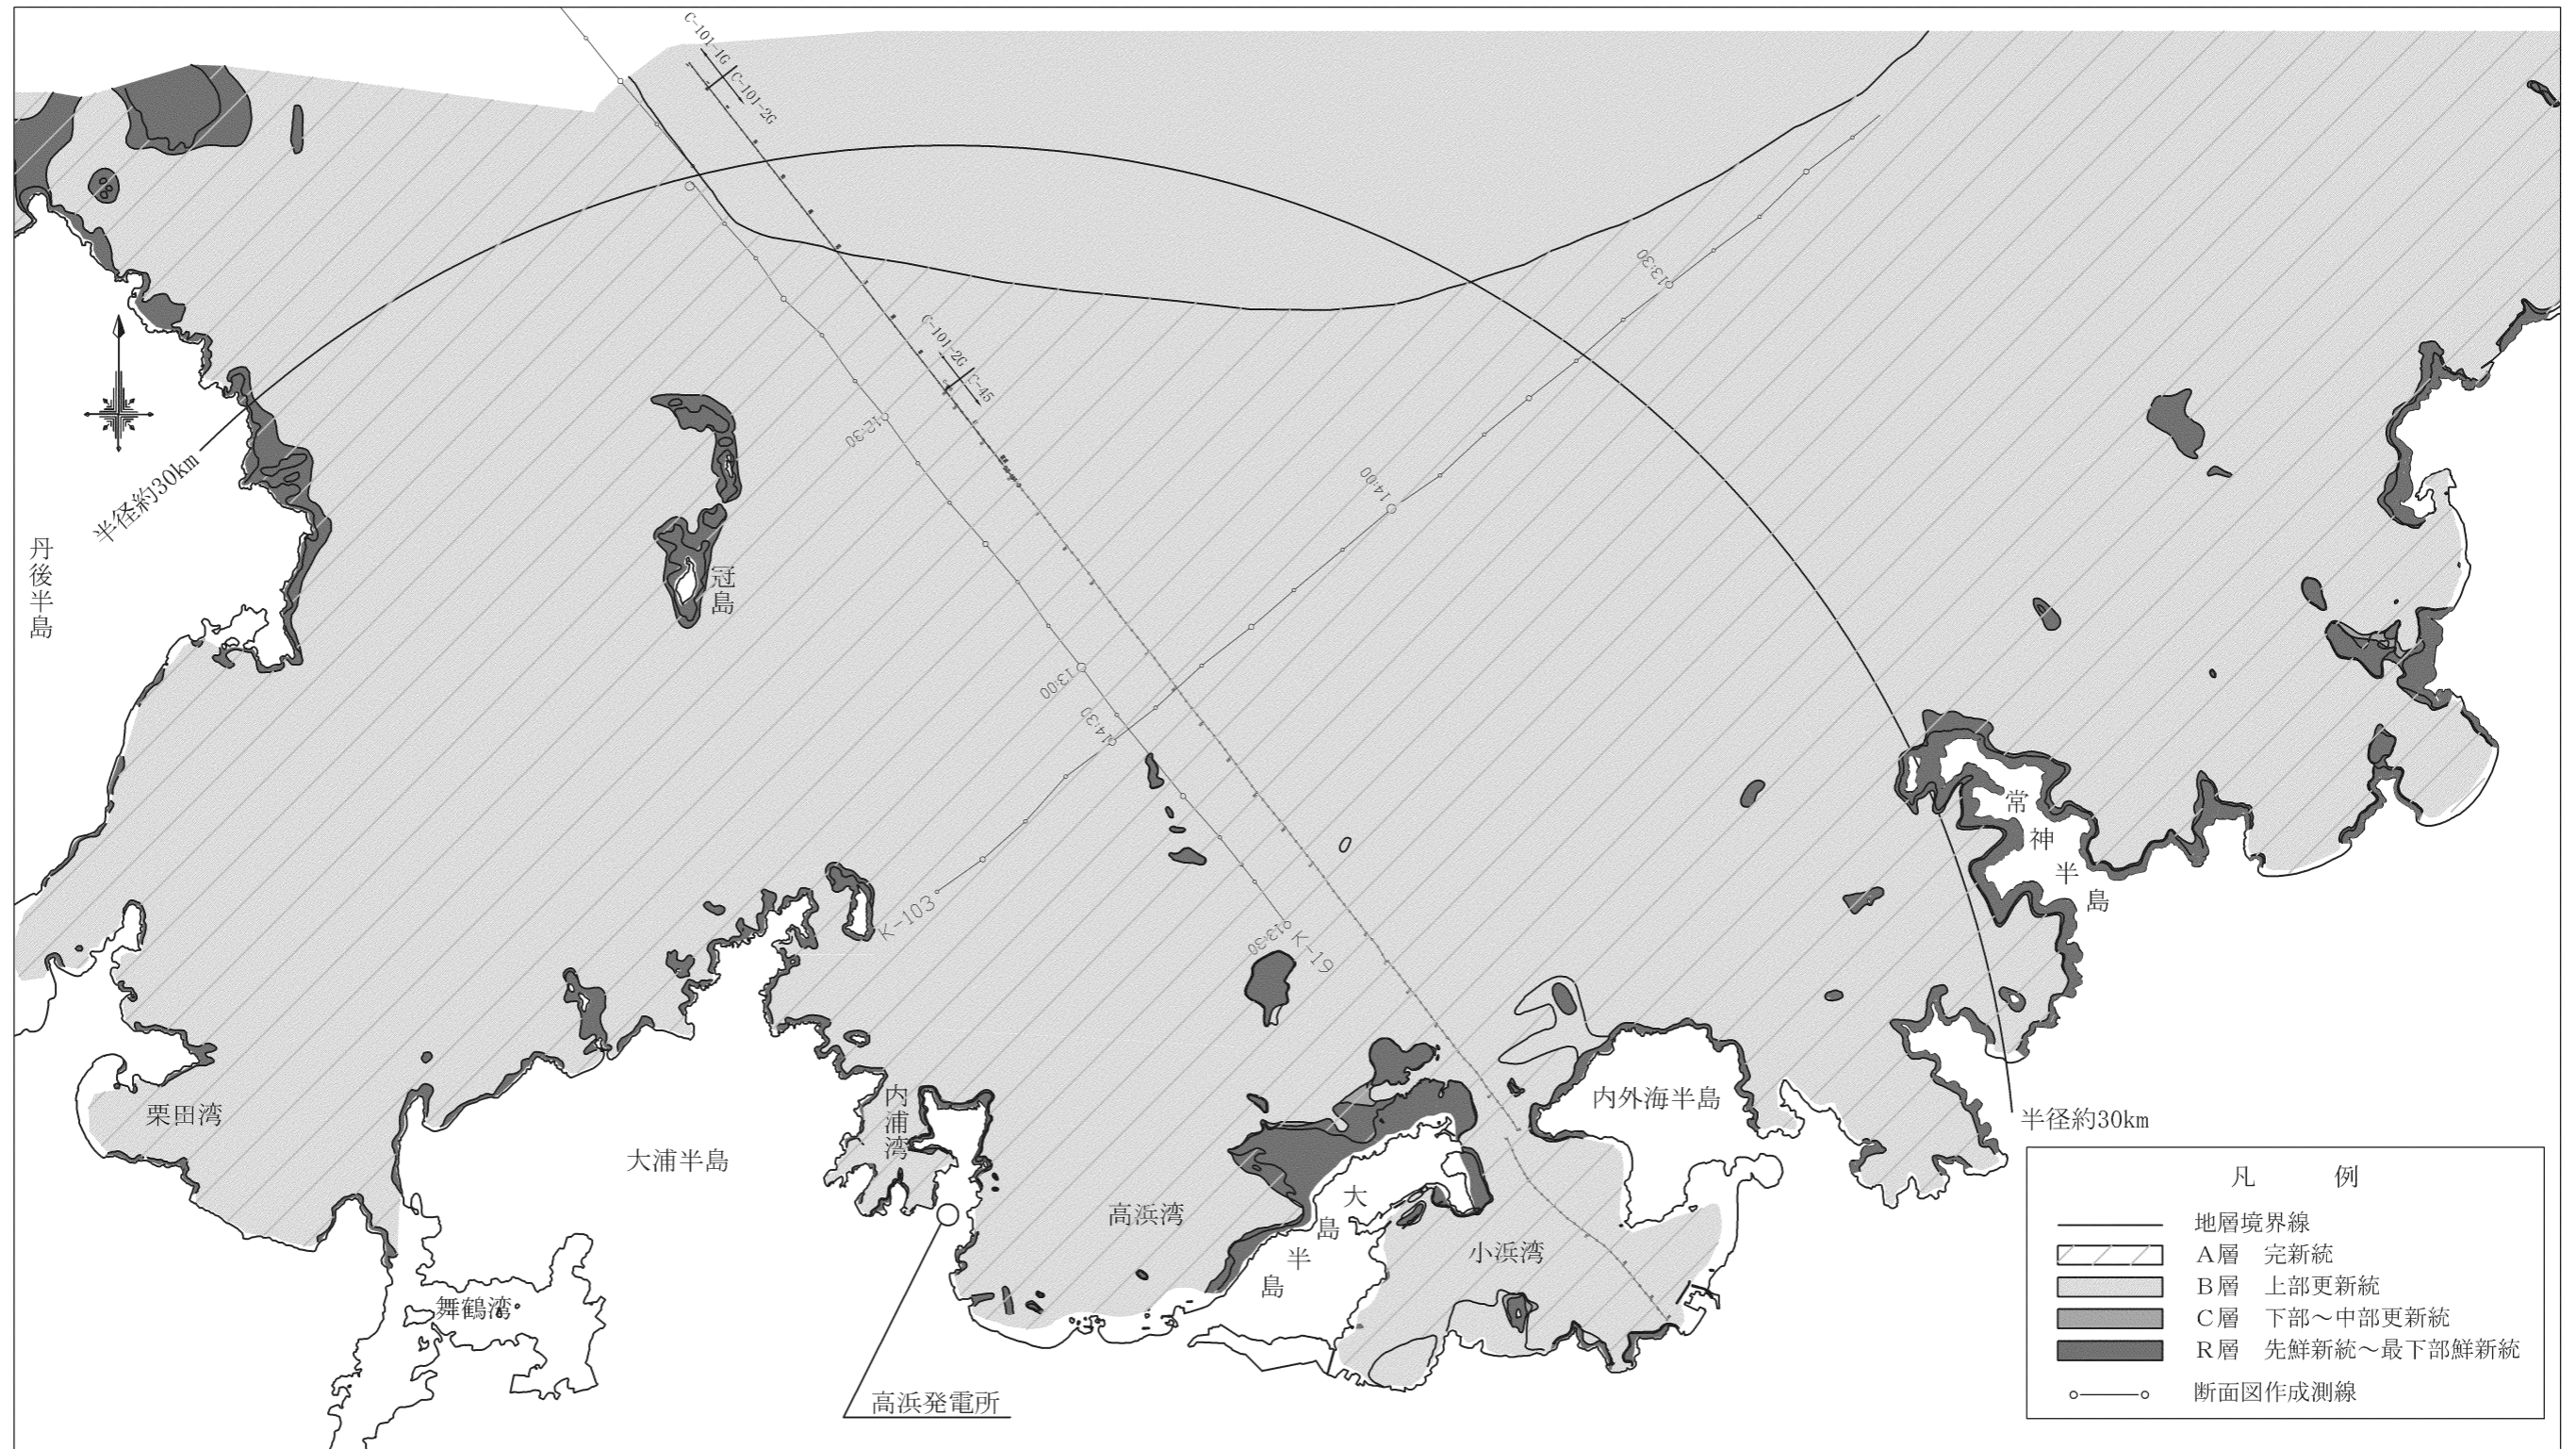 C-101-1G
C-101-2G
C-101-2G
C-45
13:30
14:00
12:30
13:00
14:30
13:30
K-19
K-103
半径約30km
丹後半島
冠島
常神半島
栗田湾
大浦半島
内浦湾
舞鶴湾
高浜湾
大島半島
小浜湾
内外海半島
高浜発電所
半径約30km
凡 例
地層境界線
A層 完新統
B層 上部更新統
C層 下部～中部更新統
R層 先鮮新統～最下部鮮新統
断面図作成測線